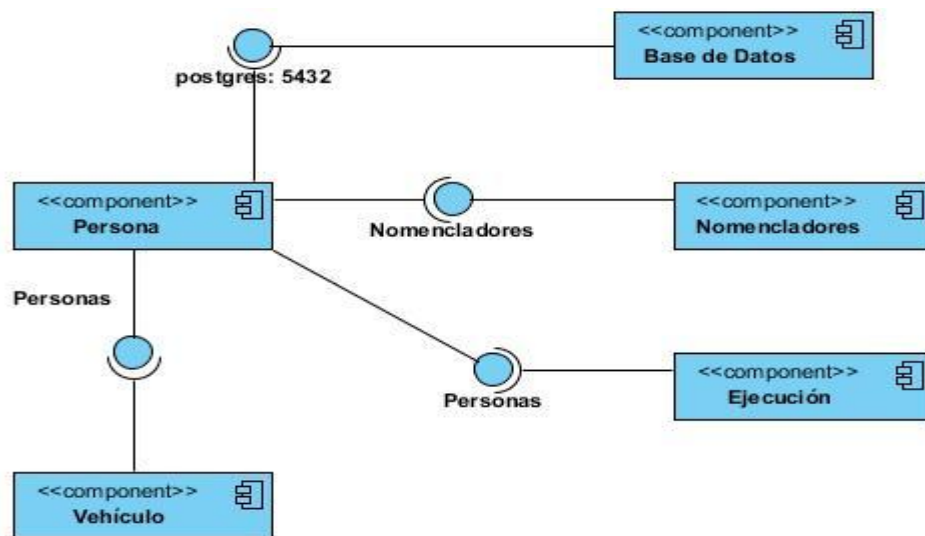 <<component>>
Base de Datos
postgres: 5432
<<component>>
Persona
Nomencladores
<<component>>
Nomencladores
Personas
Personas
<<component>>
Ejecución
<<component>>
Vehículo